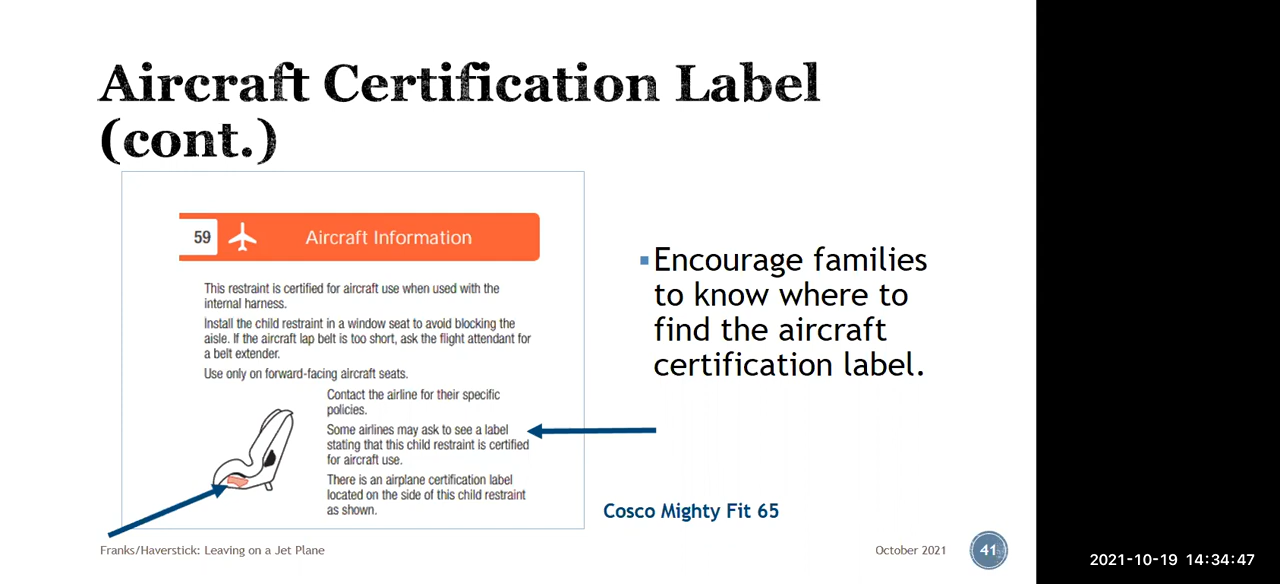 Aircraft Certification Label
(cont.)
59
Aircraft Information
This restraint is certified for aircraft use when used with the
internal harness.
Install the child restraint in a window seat to avoid blocking the
aisle. If the aircraft lap belt is too short, ask the flight attendant for
a belt extender.
Use only on forward-facing aircraft seats.
Contact the airline for their specific
policies.
Some airlines may ask to see a label
stating that this child restraint is certified
for aircraft use.
There is an airplane certification label
located on the side of this child restraint
as shown.
▪Encourage families
to know where to
find the aircraft
certification label.
Cosco Mighty Fit 65
Franks/Haverstick: Leaving on a Jet Plane
October 2021
41
2021-10-19 14:34:47